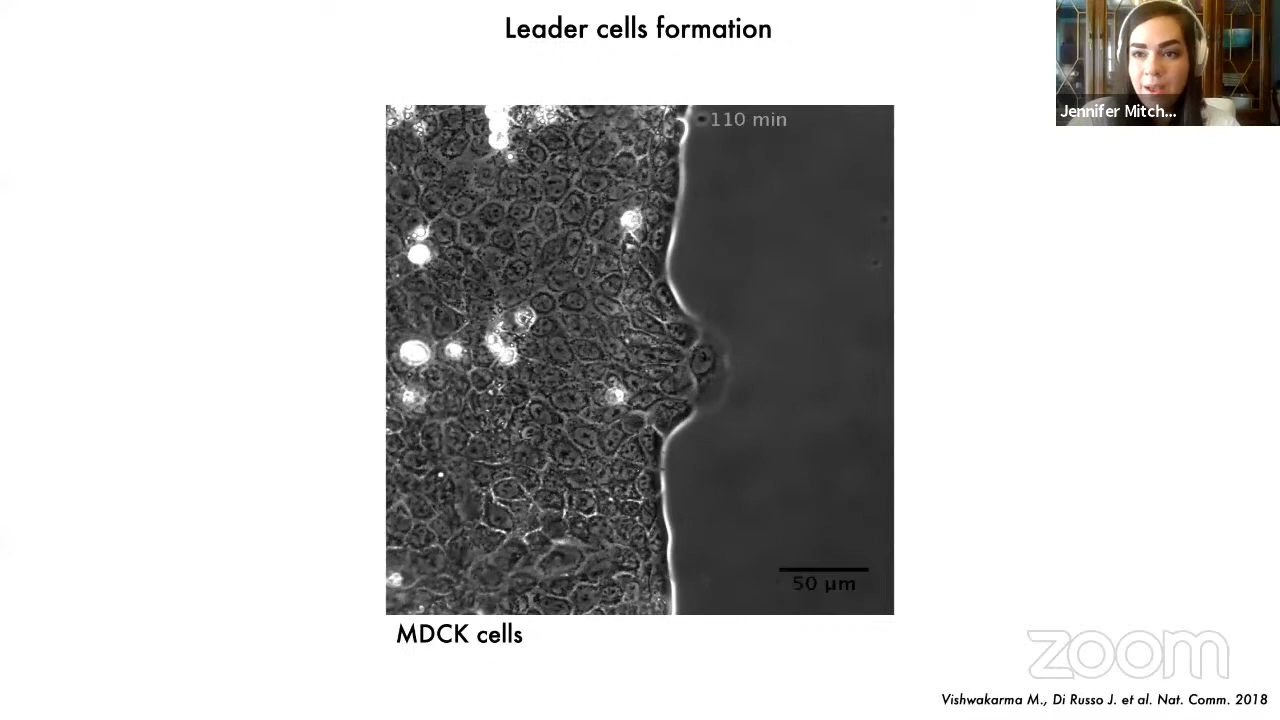 Leader cells formation
Jennifer Mitch...
110 min
50 µm
MDCK cells
zoom
Vishwakarma M., Di Russo J. et al. Nat. Comm. 2018